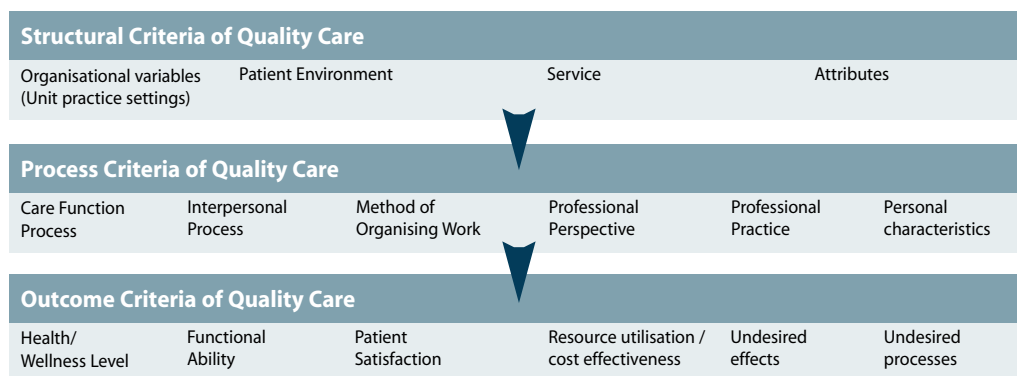 Structural Criteria of Quality Care
Organisational variables
(Unit practice settings)
Patient Environment
Service
Attributes
Process Criteria of Quality Care
Care Function
Process
Interpersonal
Process
Method of
Organising Work
Professional
Perspective
Professional
Practice
Personal
characteristics
Outcome Criteria of Quality Care
Health/
Wellness Level
Functional
Ability
Patient
Satisfaction
Resource utilisation /
cost effectiveness
Undesired
effects
Undesired
processes